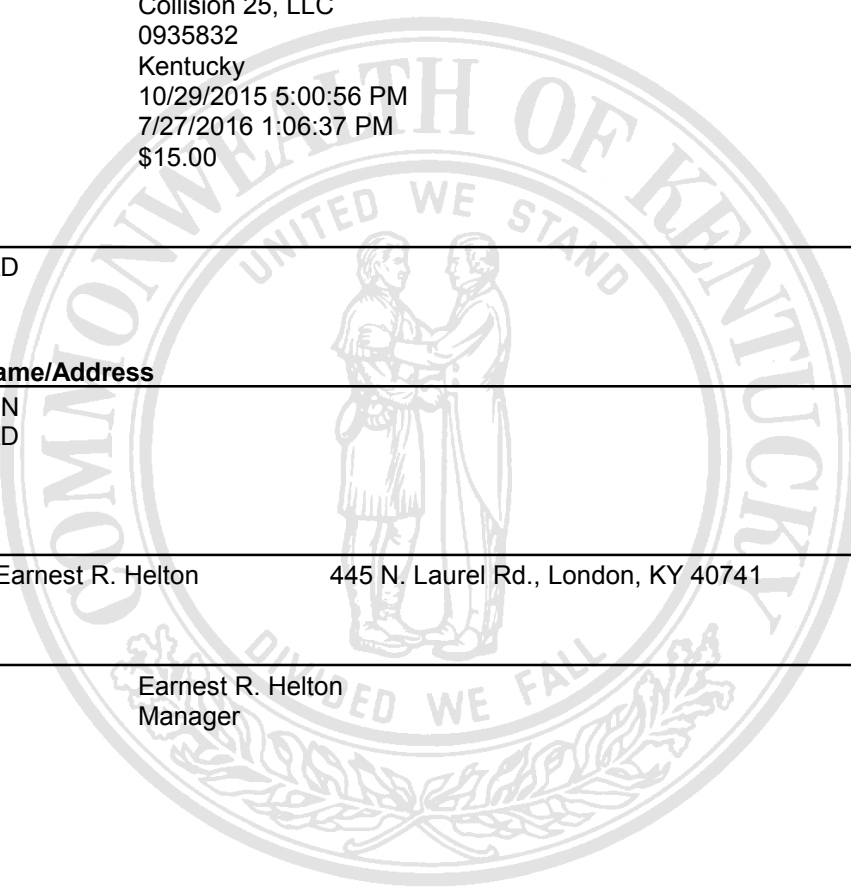 Collision 25, LLC
0935832
Kentucky
10/29/2015 5:00:56 PM
7/27/2016 1:06:37 PM
$15.00
COMMONWEALTH OF KENTUCKY
UNITED WE STAND
D
ame/Address
N
D
Earnest R. Helton 445 N. Laurel Rd., London, KY 40741
DIVIDED WE FALL
Earnest R. Helton
Manager